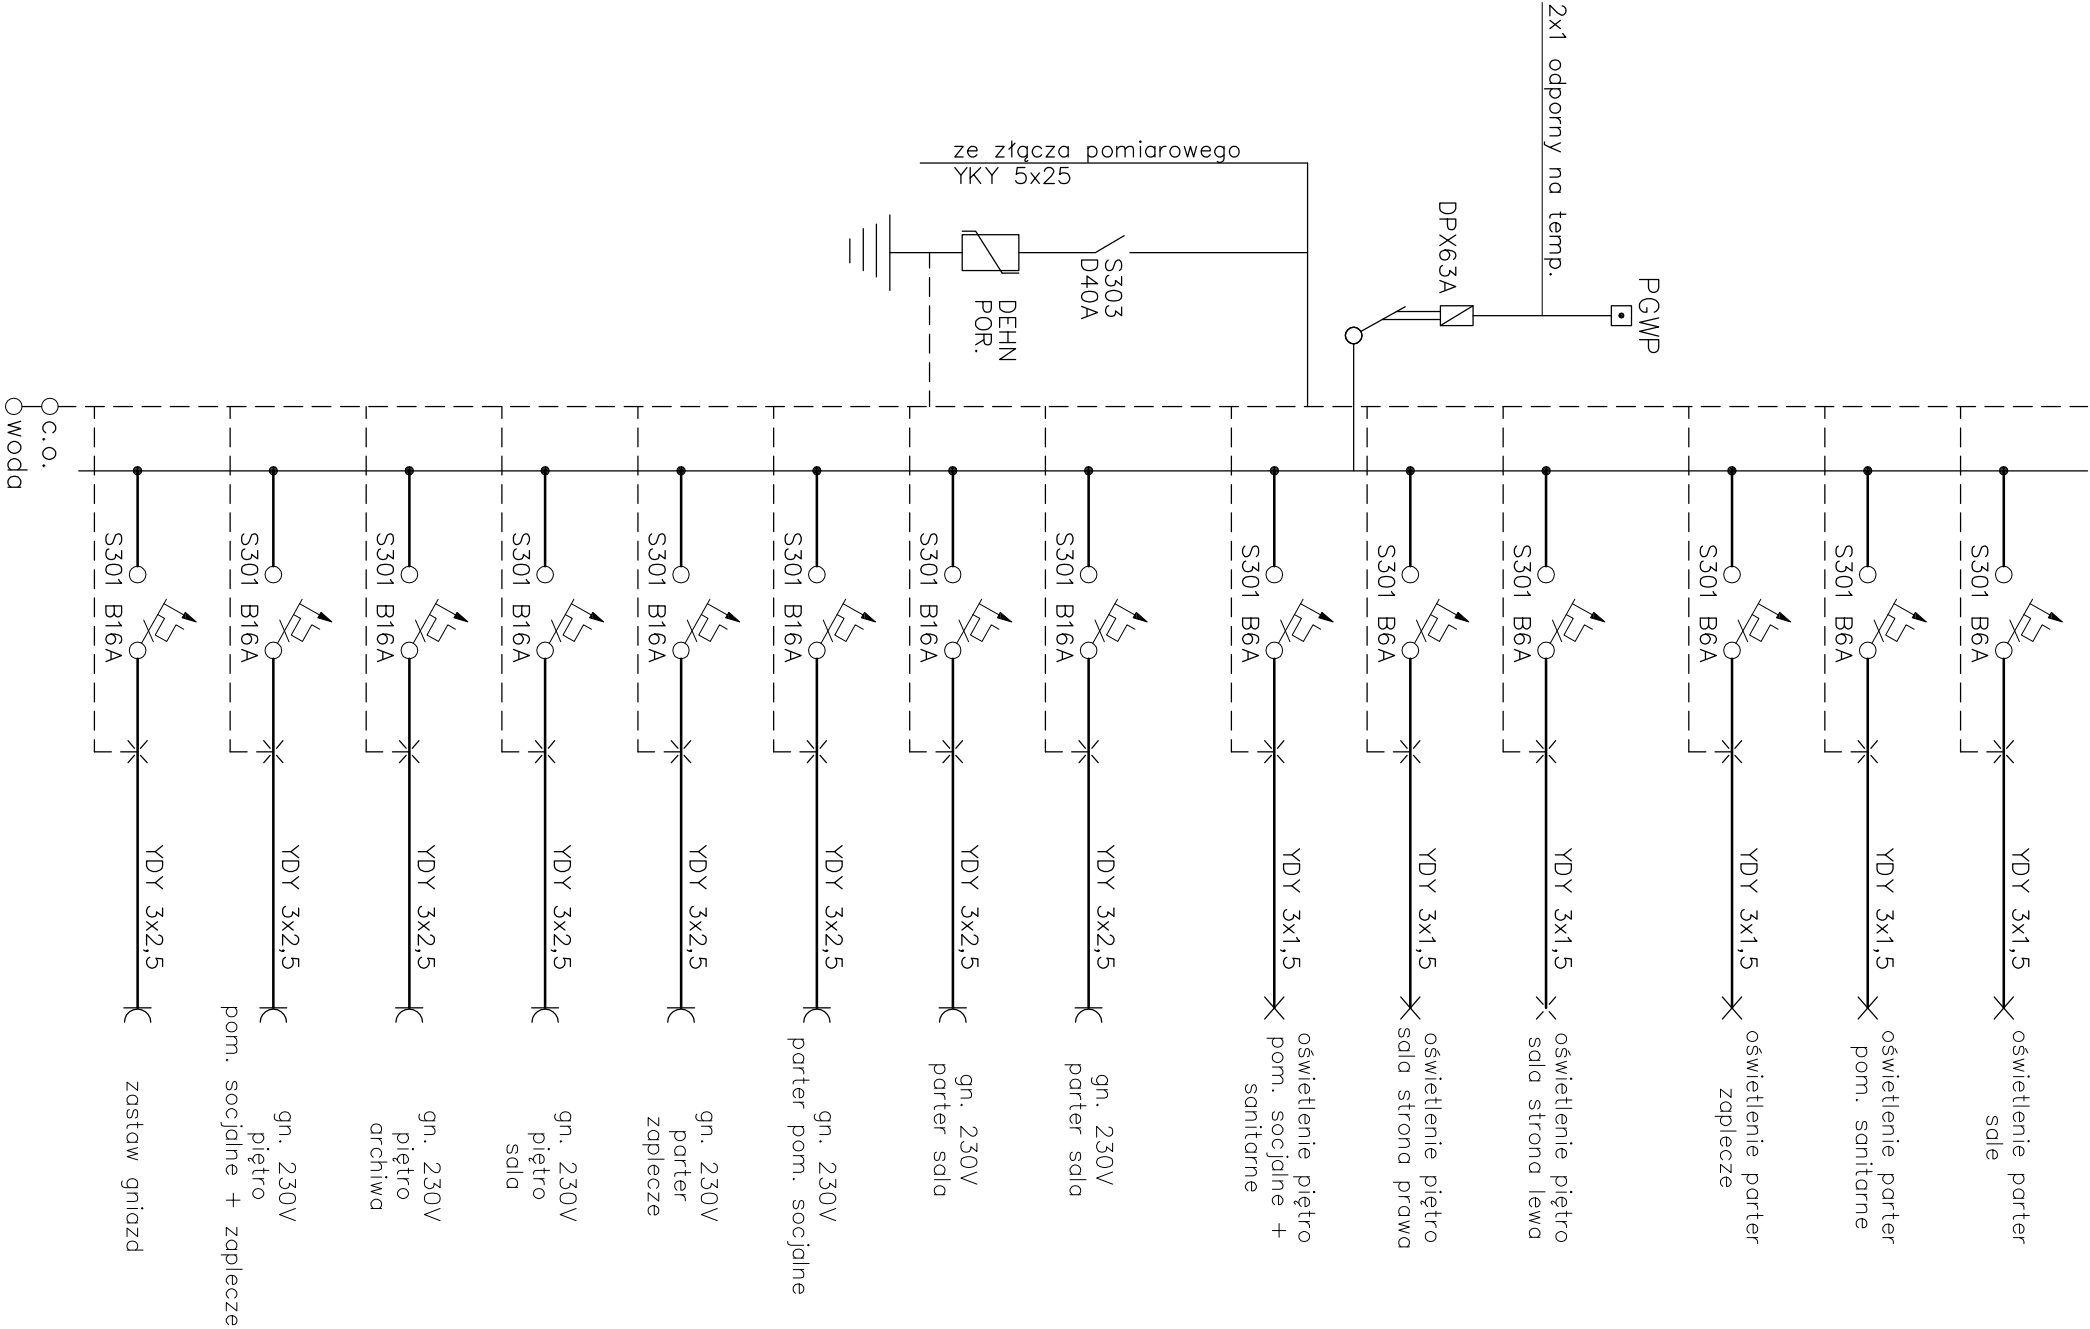 2x1 odporny na temp.
ze złącza pomiarowego
YKY 5x25
DPX63A
PGWP
S303
D40A
DEHN
POR.
c.o.
woda
S301 B16A
S301 B16A
S301 B16A
S301 B16A
S301 B16A
S301 B16A
S301 B16A
S301 B16A
S301 B6A
S301 B6A
S301 B6A
S301 B6A
S301 B6A
S301 B6A
YDY 3x2,5
YDY 3x2,5
YDY 3x2,5
YDY 3x2,5
YDY 3x2,5
YDY 3x2,5
YDY 3x2,5
YDY 3x2,5
YDY 3x1,5
YDY 3x1,5
YDY 3x1,5
YDY 3x1,5
YDY 3x1,5
YDY 3x1,5
zastaw gniazd
gn. 230V
piętro
pom. socjalne + zaplecze
gn. 230V
piętro
archiwa
gn. 230V
piętro
sala
gn. 230V
parter
zaplecze
gn. 230V
parter pom. socjalne
gn. 230V
parter sala
gn. 230V
parter sala
oświetlenie piętro
pom. socjalne +
sanitarne
oświetlenie piętro
sala strona prawa
oświetlenie piętro
sala strona lewa
oświetlenie parter
zaplecze
oświetlenie parter
pom. sanitarne
oświetlenie parter
sale